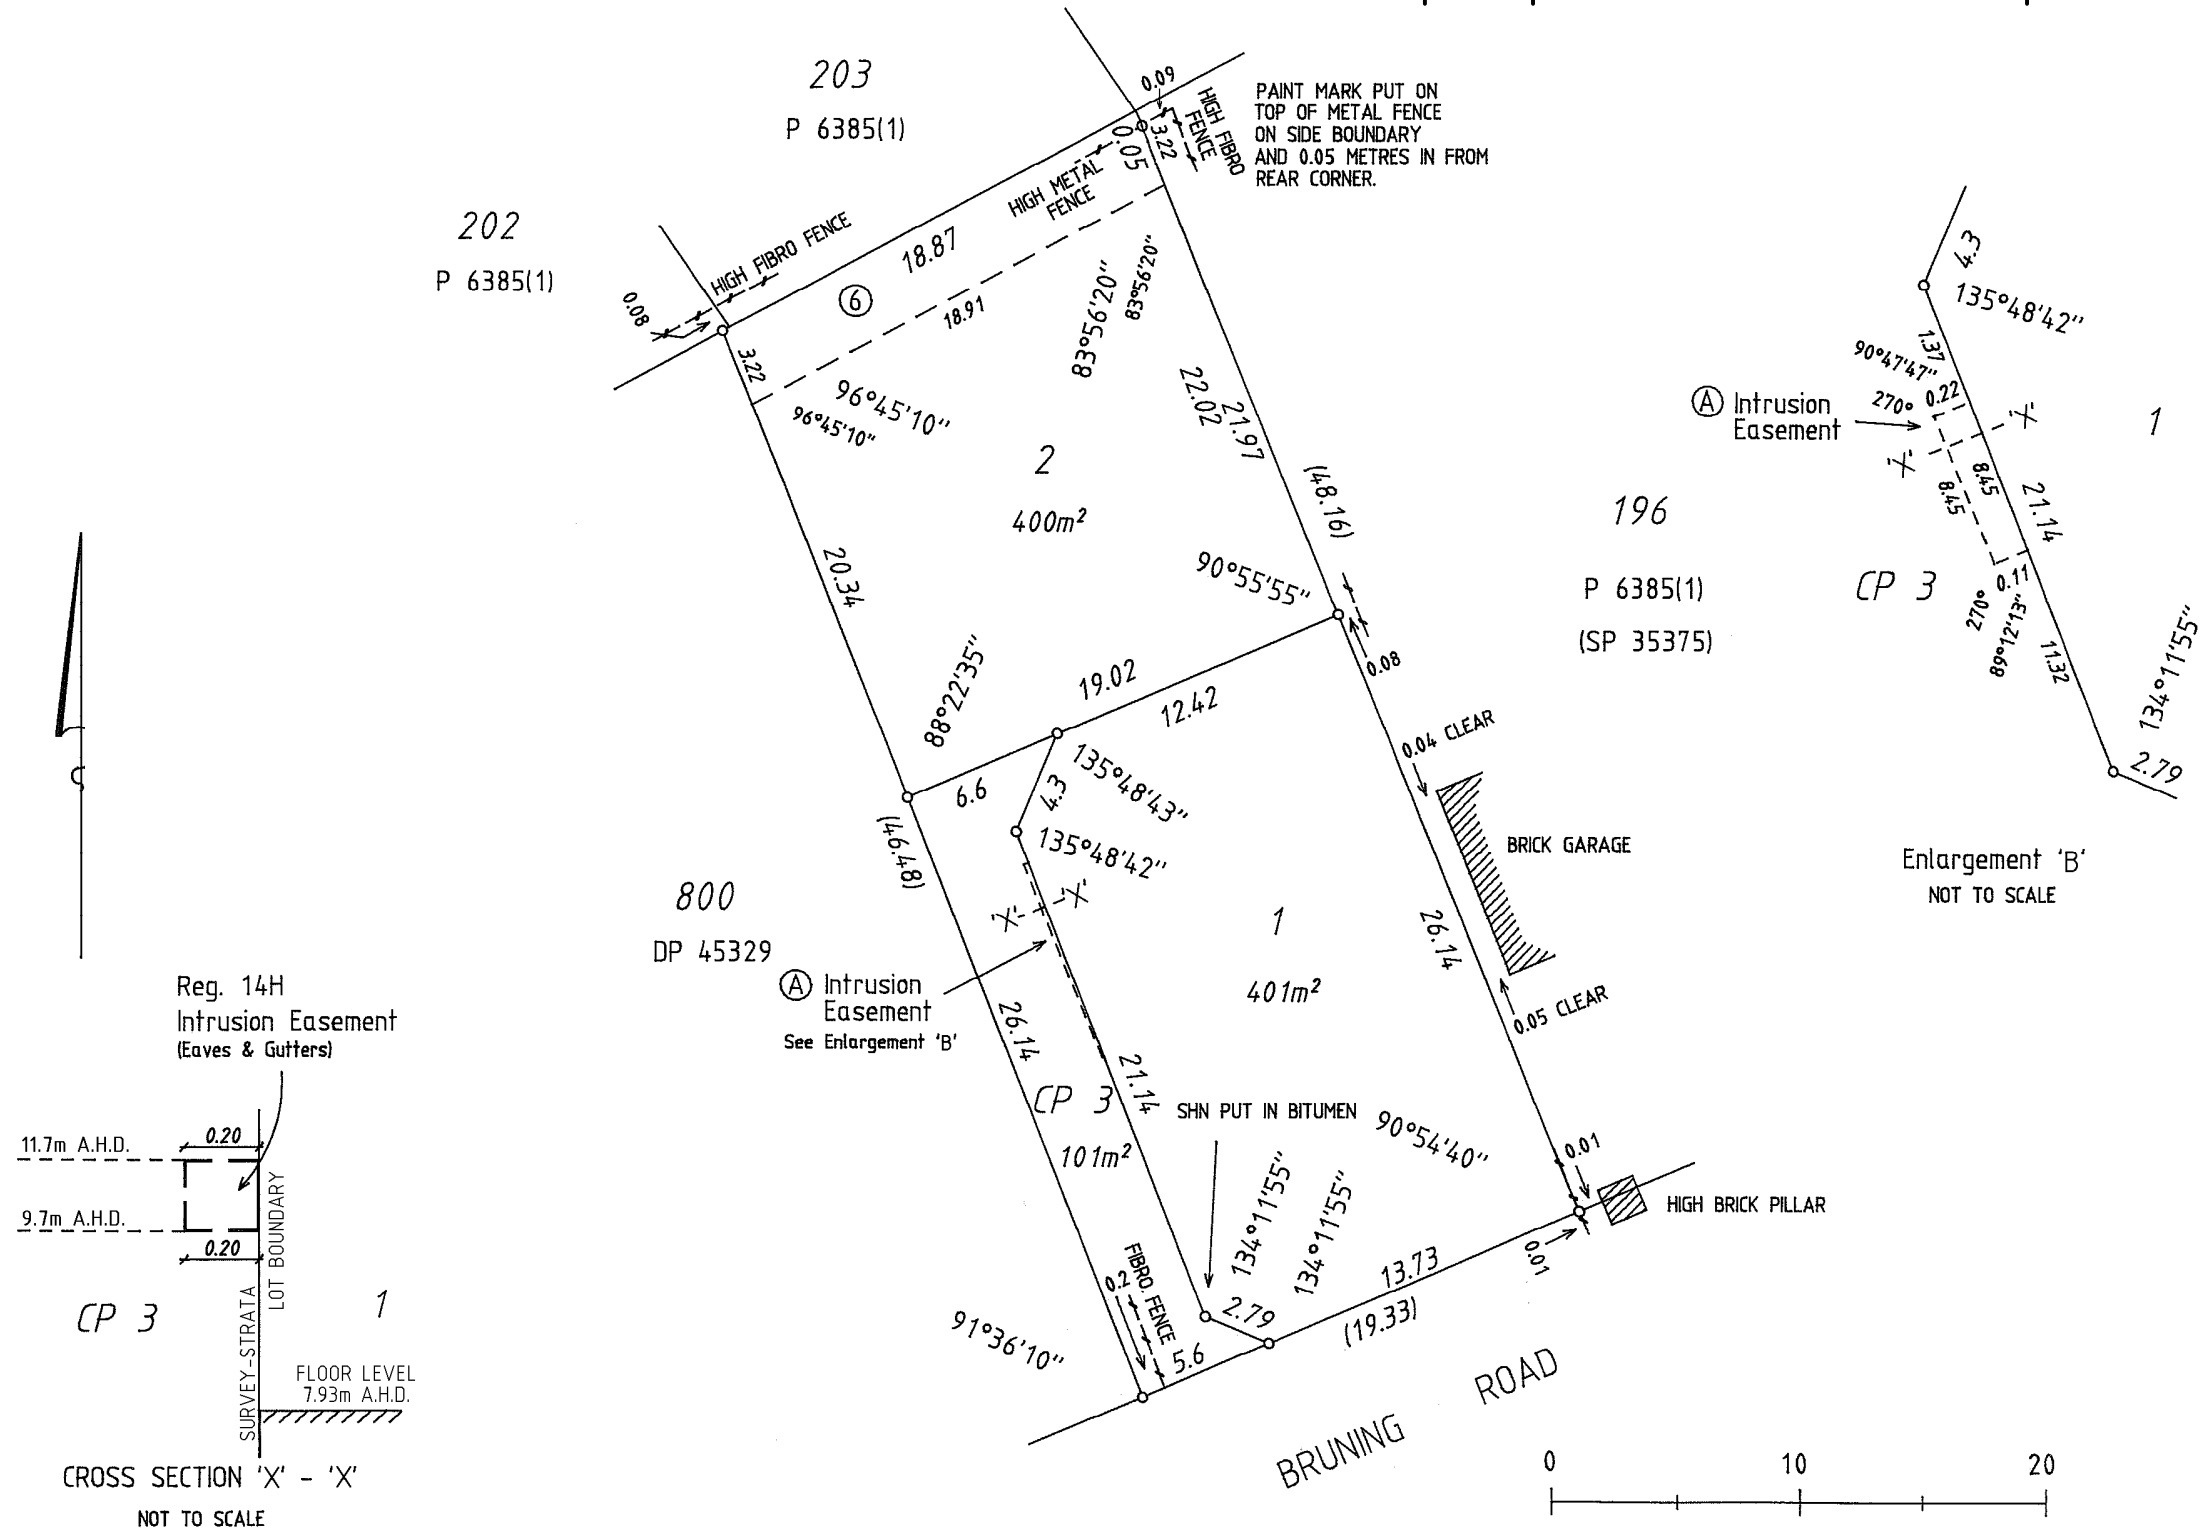 203
P 6385(1)
202
P 6385(1)
0.09
HIGH FIBRO
FENCE
PAINT MARK PUT ON
TOP OF METAL FENCE
ON SIDE BOUNDARY
AND 0.05 METRES IN FROM
REAR CORNER.
0.05
3.22
HIGH METAL
FENCE
HIGH FIBRO FENCE
18.87
0.08
6
18.91
3.22
83°56'20"
83°56'20"
96°45'10"
96°45'10"
22.02
21.97
2
400m²
(48.16)
20.34
90°55'55"
88°22'35"
19.02
12.42
0.08
6.6
4.3
135°48'43"
135°48'42"
(46.48)
0.04 CLEAR
BRICK GARAGE
0.05 CLEAR
196
P 6385(1)
(SP 35375)
4.3
135°48'42"
1.37
90°47'47"
270°
0.22
'X'
A Intrusion
Easement
1
'X'
8.45
8.45
21.14
CP 3
0.11
270°
89°12'13"
11.32
134°11'55"
2.79
Enlargement 'B'
NOT TO SCALE
800
DP 45329
'X'
'X'
A Intrusion
Easement
See Enlargement 'B'
1
401m²
26.14
26.14
21.14
CP 3
101m²
SHN PUT IN BITUMEN
90°54'40"
134°11'55"
134°11'55"
0.01
HIGH BRICK PILLAR
0.01
13.73
(19.33)
2.79
FIBRO. FENCE
0.2
5.6
91°36'10"
BRUNING ROAD
0 10 20
Reg. 14H
Intrusion Easement
(Eaves & Gutters)
11.7m A.H.D.
0.20
9.7m A.H.D.
0.20
SURVEY-STRATA
LOT BOUNDARY
CP 3
1
FLOOR LEVEL
7.93m A.H.D.
CROSS SECTION 'X' - 'X'
NOT TO SCALE